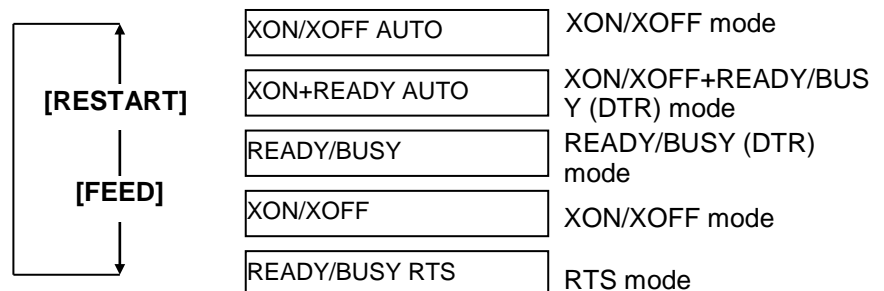 XON/XOFF AUTO XON/XOFF mode
[RESTART] XON+READY AUTO XON/XOFF+READY/BUS
Y (DTR) mode
READY/BUSY READY/BUSY (DTR)
mode
[FEED]
XON/XOFF XON/XOFF mode
READY/BUSY RTS RTS mode